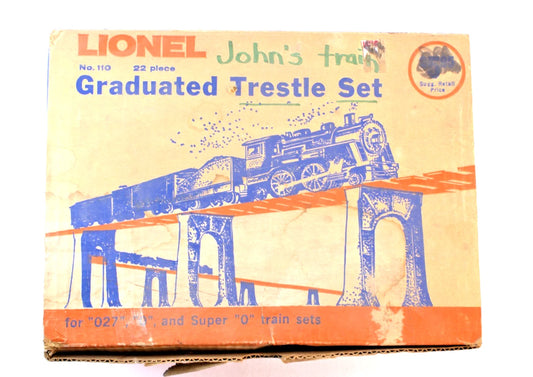 LIONEL John's train
No. 110 22 piece
Graduated Trestle Set
Sugg. Retail
Price
for "027", "0", and Super "O" train sets